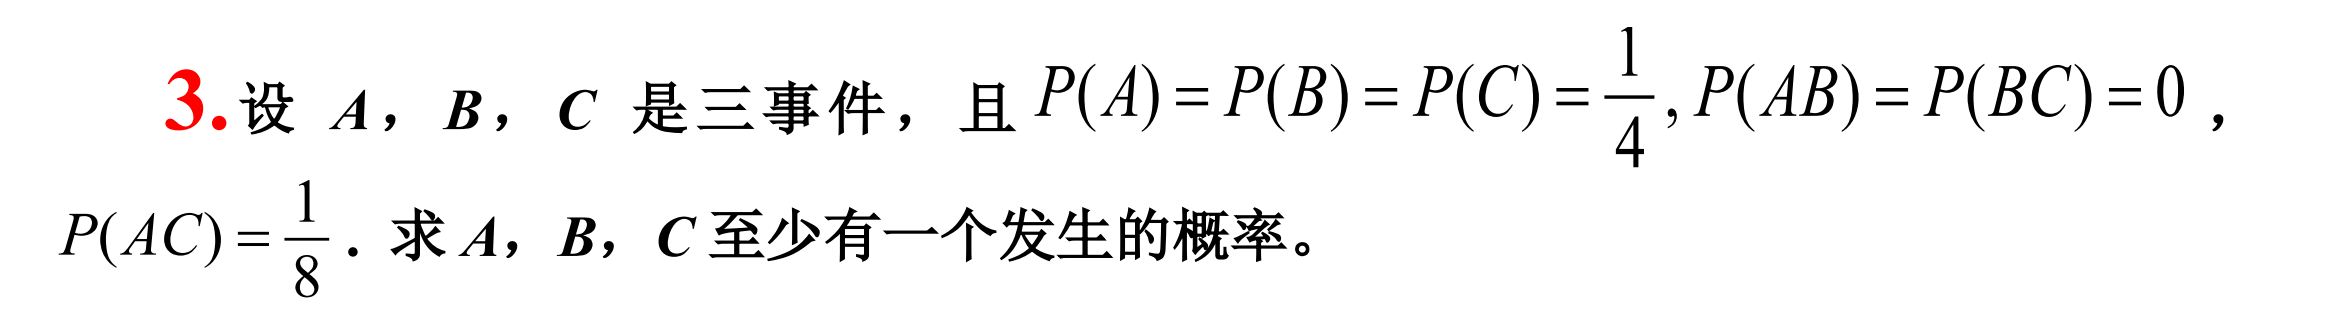 3.设 A，B，C 是三事件，且 P(A)=P(B)=P(C)=1/4, P(AB)=P(BC)=0，
P(AC)=1/8. 求 A，B，C 至少有一个发生的概率。